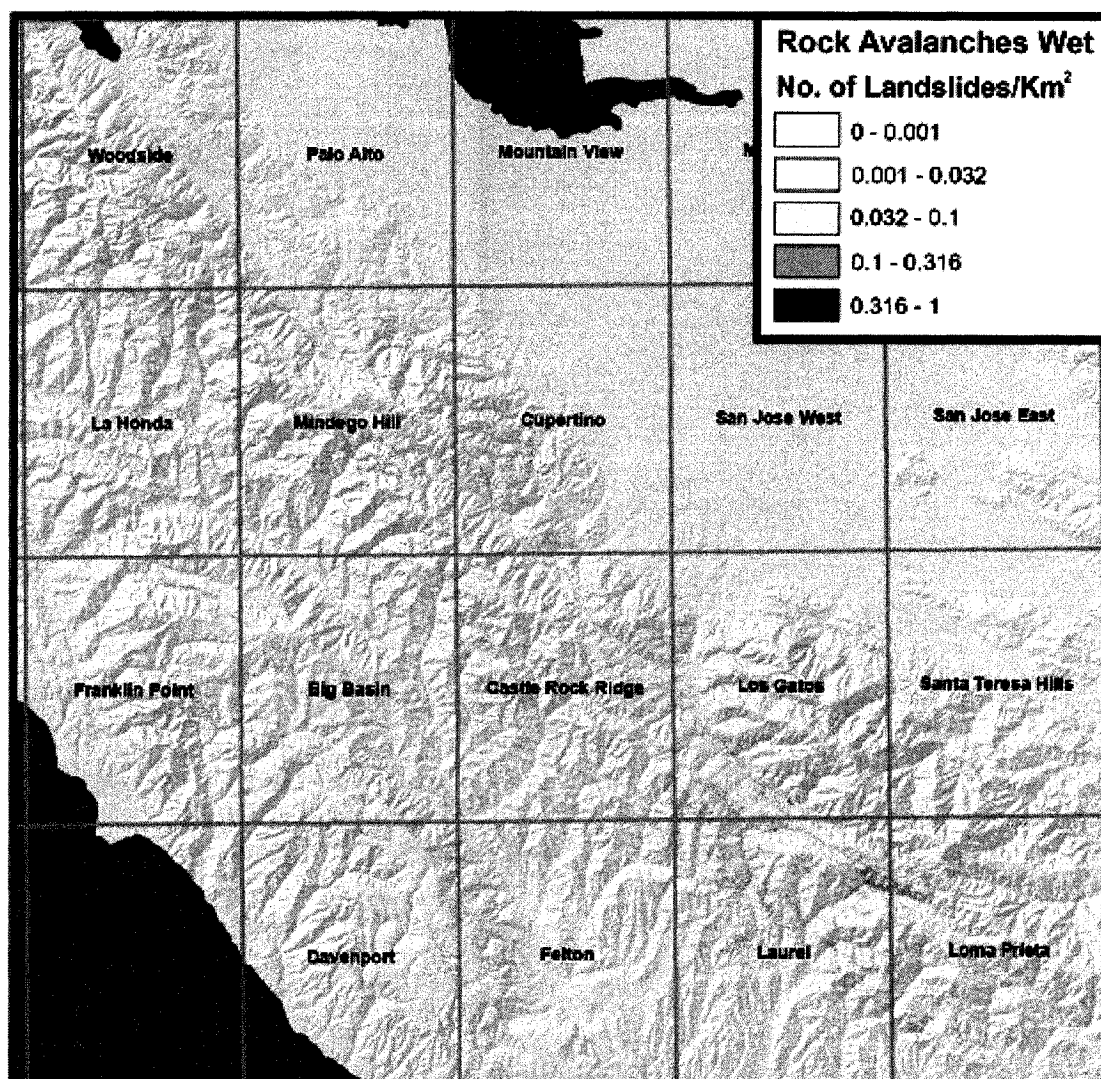 Rock Avalanches Wet
No. of Landslides/Km²
0 - 0.001
0.001 - 0.032
0.032 - 0.1
0.1 - 0.316
0.316 - 1
Woodside
Palo Alto
Mountain View
M
La Honda
Mindego Hill
Cupertino
San Jose West
San Jose East
Franklin Point
Big Basin
Castle Rock Ridge
Los Gatos
Santa Teresa Hills
Davenport
Felton
Laurel
Loma Prieta